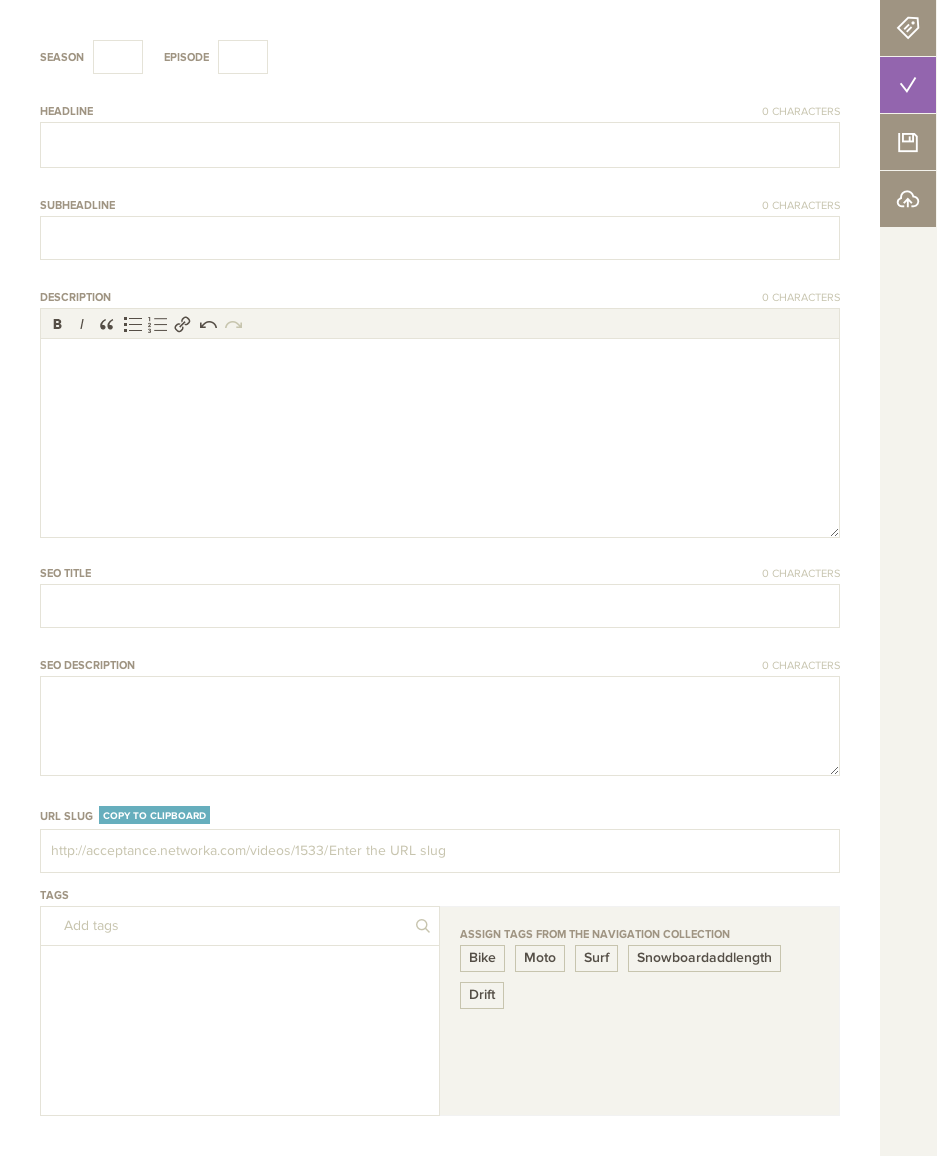 SEASON EPISODE
HEADLINE 0 CHARACTERS
SUBHEADLINE 0 CHARACTERS
DESCRIPTION 0 CHARACTERS
B I
SEO TITLE 0 CHARACTERS
SEO DESCRIPTION 0 CHARACTERS
URL SLUG COPY TO CLIPBOARD
http://acceptance.networka.com/videos/1533/Enter the URL slug
TAGS
Add tags
ASSIGN TAGS FROM THE NAVIGATION COLLECTION
Bike Moto Surf Snowboardaddlength
Drift